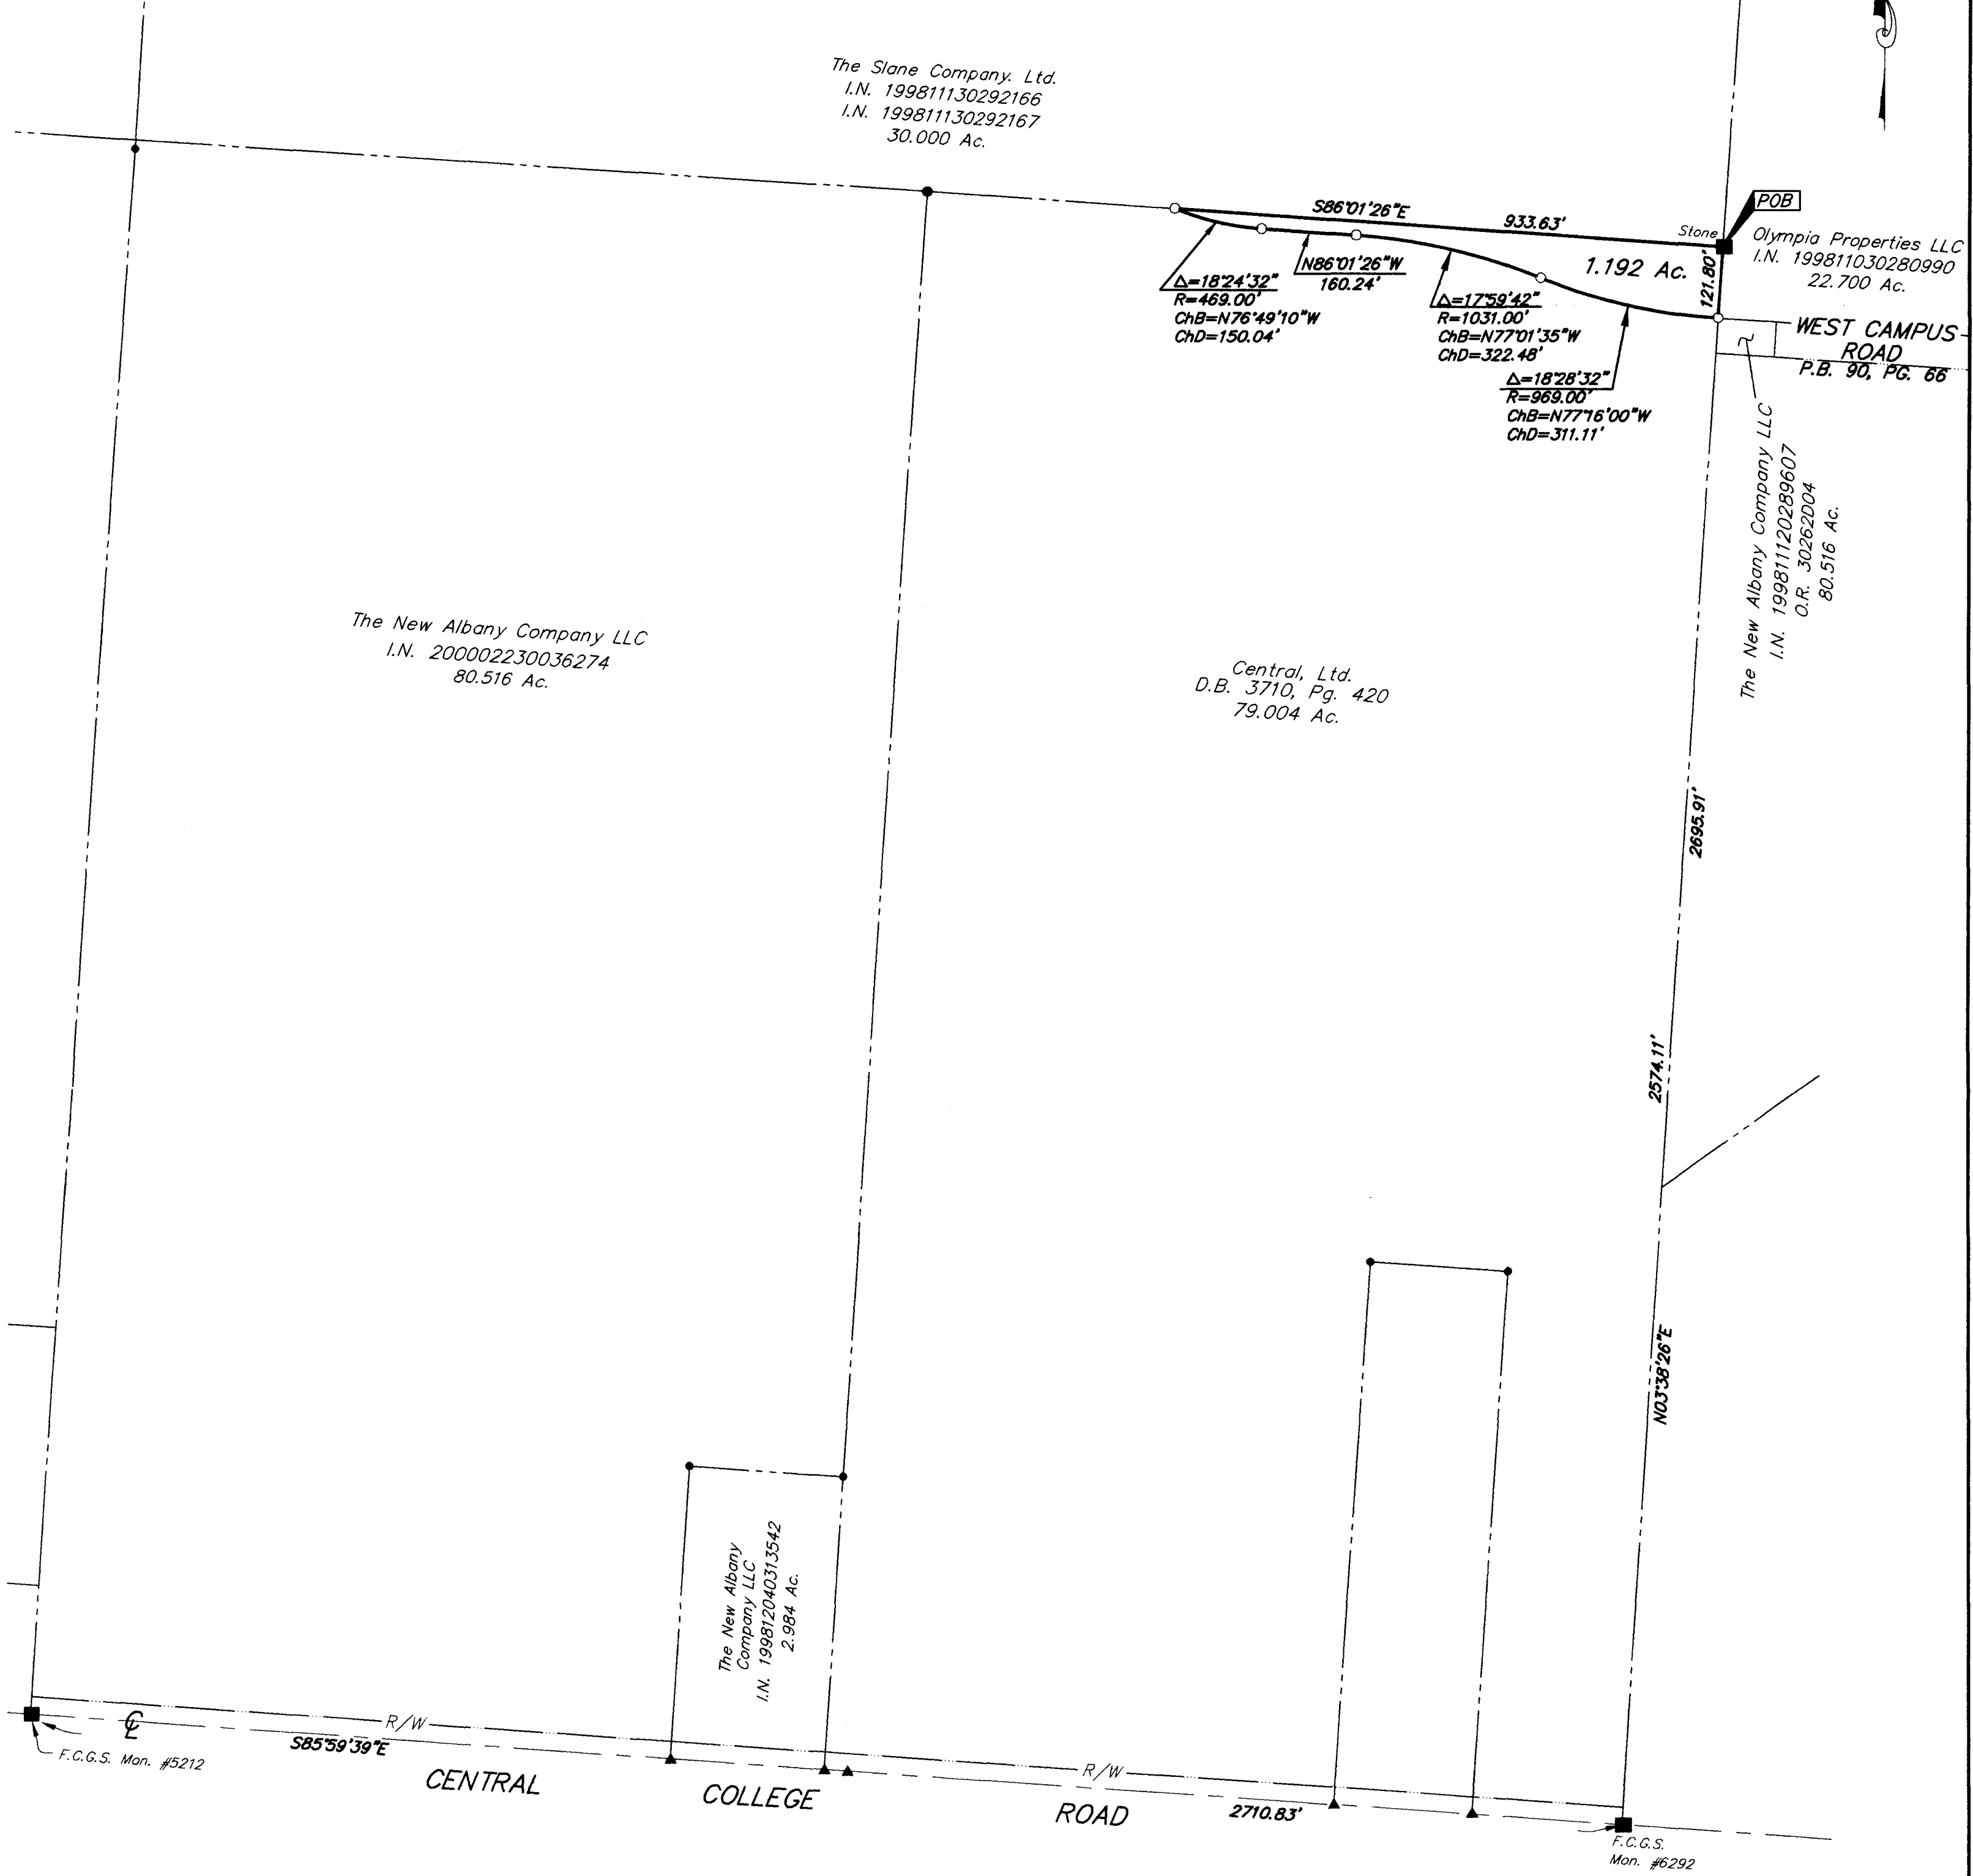 The Slane Company. Ltd.
I.N. 199811130292166
I.N. 199811130292167
30.000 Ac.
S86°01'26"E
933.63'
Stone
POB
Olympia Properties LLC
I.N. 199811030280990
22.700 Ac.
1.192 Ac.
121.80'
Δ=18°24'32"
R=469.00'
ChB=N76°49'10"W
ChD=150.04'
N86°01'26"W
160.24'
Δ=17°59'42"
R=1031.00'
ChB=N77°01'35"W
ChD=322.48'
Δ=18°28'32"
R=969.00'
ChB=N77°16'00"W
ChD=311.11'
WEST CAMPUS
ROAD
P.B. 90, PG. 66
The New Albany Company LLC
I.N. 199811120289607
O.R. 30262D04
80.516 Ac.
The New Albany Company LLC
I.N. 200002230036274
80.516 Ac.
Central, Ltd.
D.B. 3710, Pg. 420
79.004 Ac.
2695.91'
2574.11'
N03°38'26"E
The New Albany
Company LLC
I.N. 199812040313542
2.984 Ac.
R/W
S85°59'39"E
F.C.G.S. Mon. #5212
R/W
CENTRAL COLLEGE ROAD
2710.83'
F.C.G.S.
Mon. #6292